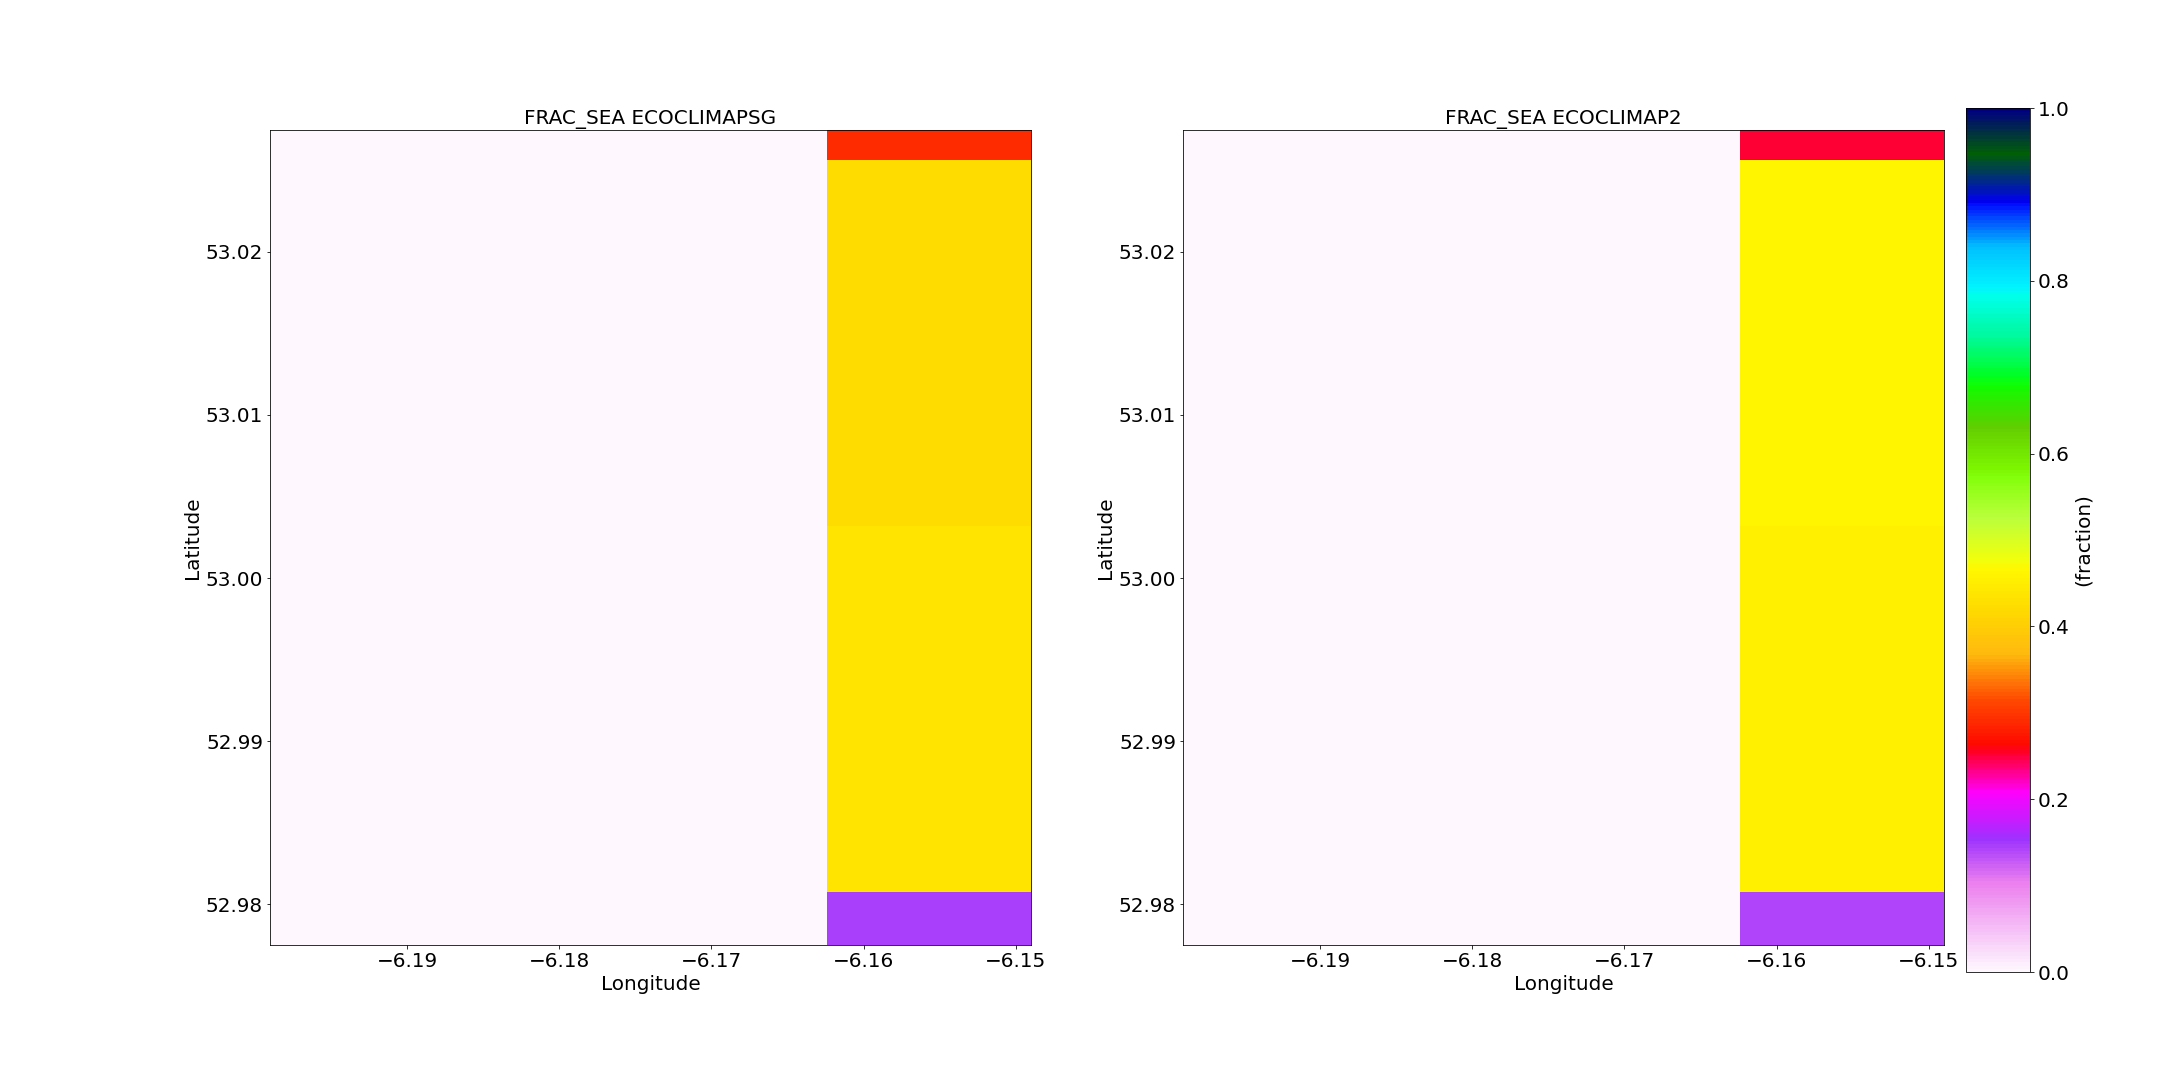 FRAC_SEA ECOCLIMAPSG
53.02
53.01
53.00
52.99
52.98
Latitude
−6.19 −6.18 −6.17 −6.16 −6.15
Longitude
FRAC_SEA ECOCLIMAP2
53.02
53.01
53.00
52.99
52.98
Latitude
−6.19 −6.18 −6.17 −6.16 −6.15
Longitude
1.0
0.8
0.6
0.4
0.2
0.0
(fraction)